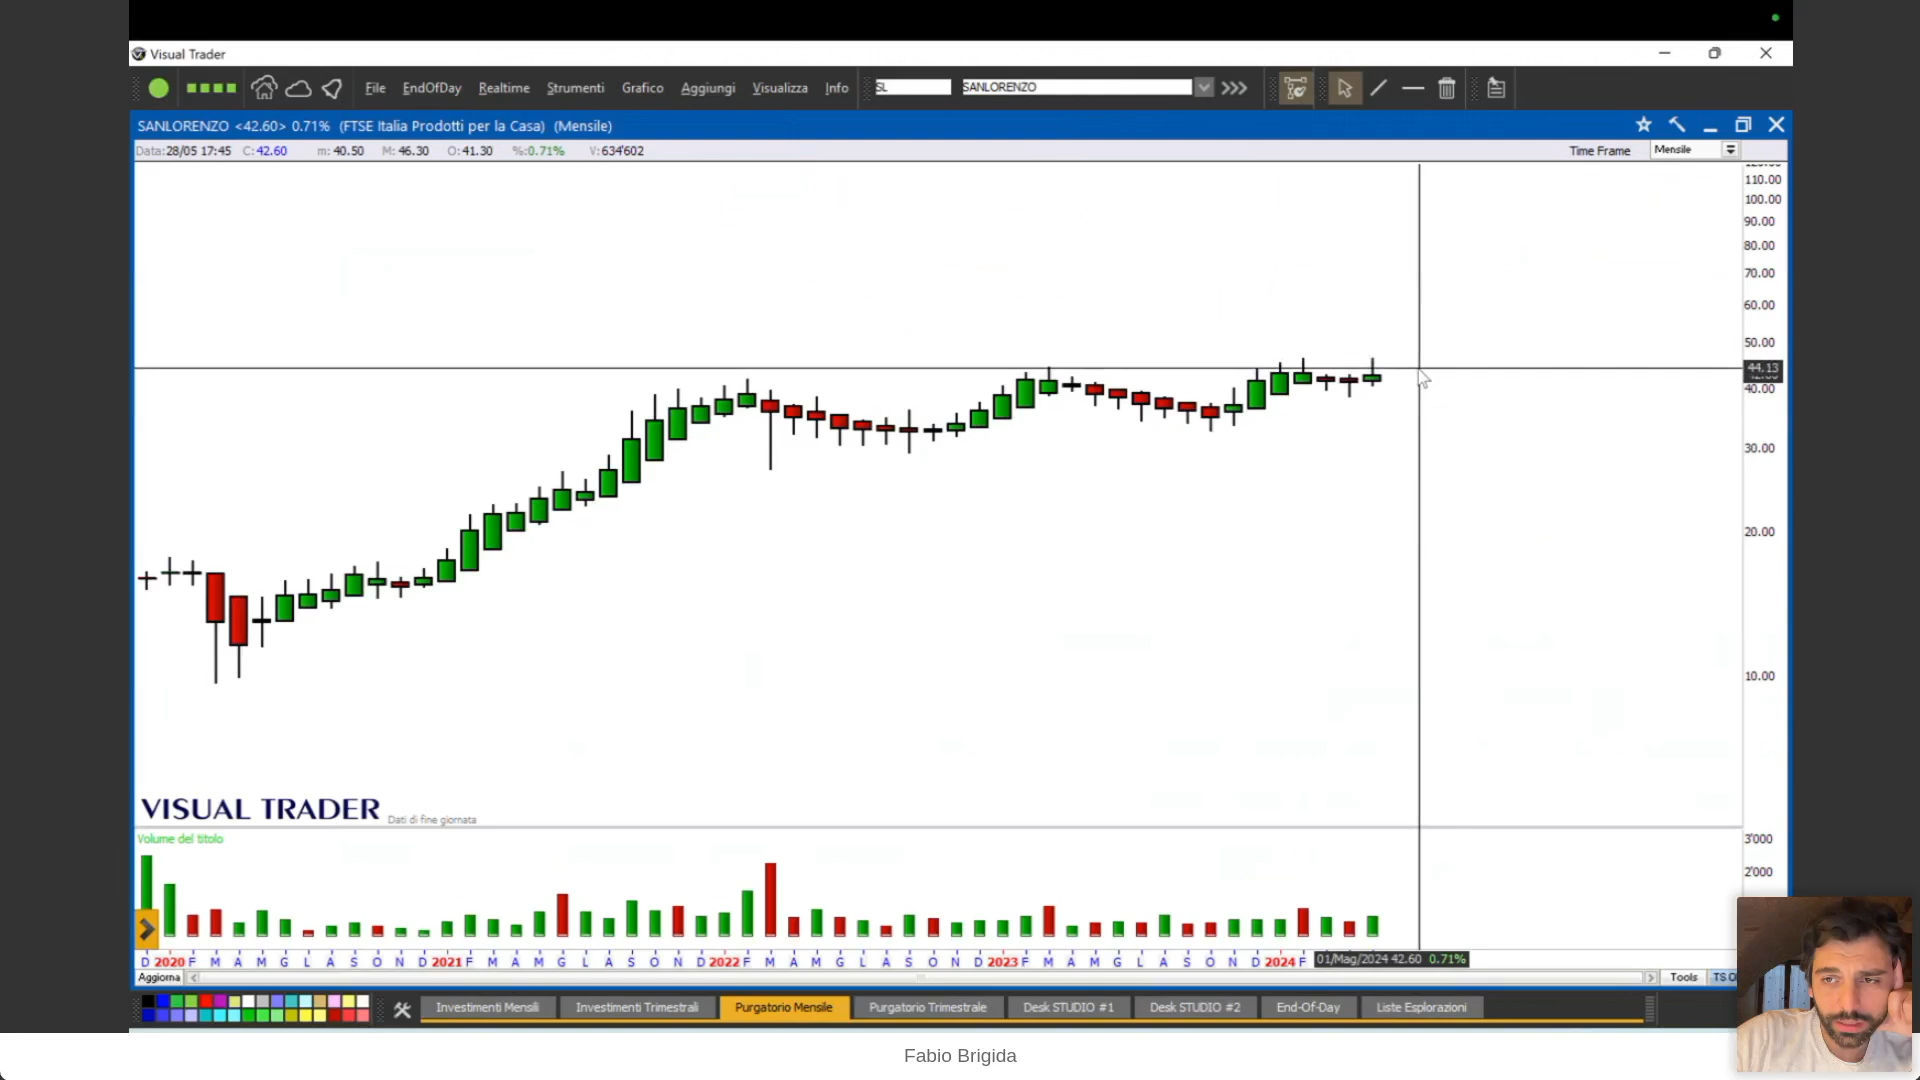 Visual Trader
File EndOfDay Realtime Strumenti Grafico Aggiungi Visualizza Info SL SANLORENZO
SANLORENZO <42.60> 0.71% (FTSE Italia Prodotti per la Casa) (Mensile)
Data:28/05 17:45 C:42.60 m:40.50 M:46.30 O:41.30 %:0.71% V:634'602 Time Frame Mensile
110.00
100.00
90.00
80.00
70.00
60.00
50.00
44.13
40.00
30.00
20.00
10.00
VISUAL TRADER Dati di fine giornata
Volume del titolo
3'000
2'000
D 2020 F M A M G L A S O N D 2021 F M A M G L A S O N D 2022 F M A M G L A S O N D 2023 F M A M G L A S O N D 2024 F 01/Mag/2024 42.60 0.71%
Aggiorna Tools TS
Investimenti Mensili Investimenti Trimestrali Purgatorio Mensile Purgatorio Trimestrale Desk STUDIO #1 Desk STUDIO #2 End-Of-Day Liste Esplorazioni
Fabio Brigida